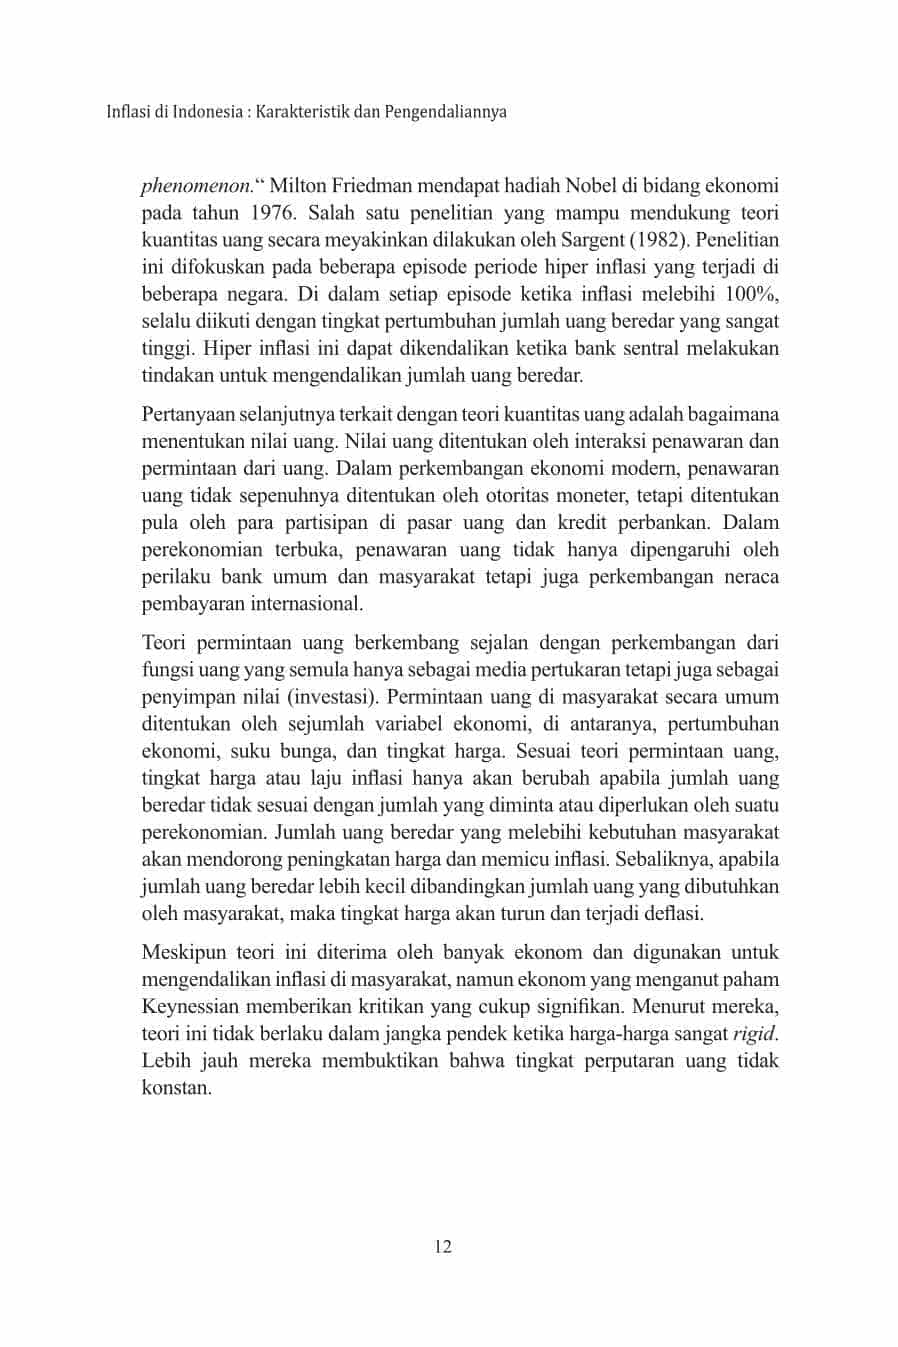 Inflasi di Indonesia : Karakteristik dan Pengendaliannya
phenomenon.“ Milton Friedman mendapat hadiah Nobel di bidang ekonomi
pada tahun 1976. Salah satu penelitian yang mampu mendukung teori
kuantitas uang secara meyakinkan dilakukan oleh Sargent (1982). Penelitian
ini difokuskan pada beberapa episode periode hiper inflasi yang terjadi di
beberapa negara. Di dalam setiap episode ketika inflasi melebihi 100%,
selalu diikuti dengan tingkat pertumbuhan jumlah uang beredar yang sangat
tinggi. Hiper inflasi ini dapat dikendalikan ketika bank sentral melakukan
tindakan untuk mengendalikan jumlah uang beredar.
Pertanyaan selanjutnya terkait dengan teori kuantitas uang adalah bagaimana
menentukan nilai uang. Nilai uang ditentukan oleh interaksi penawaran dan
permintaan dari uang. Dalam perkembangan ekonomi modern, penawaran
uang tidak sepenuhnya ditentukan oleh otoritas moneter, tetapi ditentukan
pula oleh para partisipan di pasar uang dan kredit perbankan. Dalam
perekonomian terbuka, penawaran uang tidak hanya dipengaruhi oleh
perilaku bank umum dan masyarakat tetapi juga perkembangan neraca
pembayaran internasional.
Teori permintaan uang berkembang sejalan dengan perkembangan dari
fungsi uang yang semula hanya sebagai media pertukaran tetapi juga sebagai
penyimpan nilai (investasi). Permintaan uang di masyarakat secara umum
ditentukan oleh sejumlah variabel ekonomi, di antaranya, pertumbuhan
ekonomi, suku bunga, dan tingkat harga. Sesuai teori permintaan uang,
tingkat harga atau laju inflasi hanya akan berubah apabila jumlah uang
beredar tidak sesuai dengan jumlah yang diminta atau diperlukan oleh suatu
perekonomian. Jumlah uang beredar yang melebihi kebutuhan masyarakat
akan mendorong peningkatan harga dan memicu inflasi. Sebaliknya, apabila
jumlah uang beredar lebih kecil dibandingkan jumlah uang yang dibutuhkan
oleh masyarakat, maka tingkat harga akan turun dan terjadi deflasi.
Meskipun teori ini diterima oleh banyak ekonom dan digunakan untuk
mengendalikan inflasi di masyarakat, namun ekonom yang menganut paham
Keynessian memberikan kritikan yang cukup signifikan. Menurut mereka,
teori ini tidak berlaku dalam jangka pendek ketika harga-harga sangat rigid.
Lebih jauh mereka membuktikan bahwa tingkat perputaran uang tidak
konstan.
12